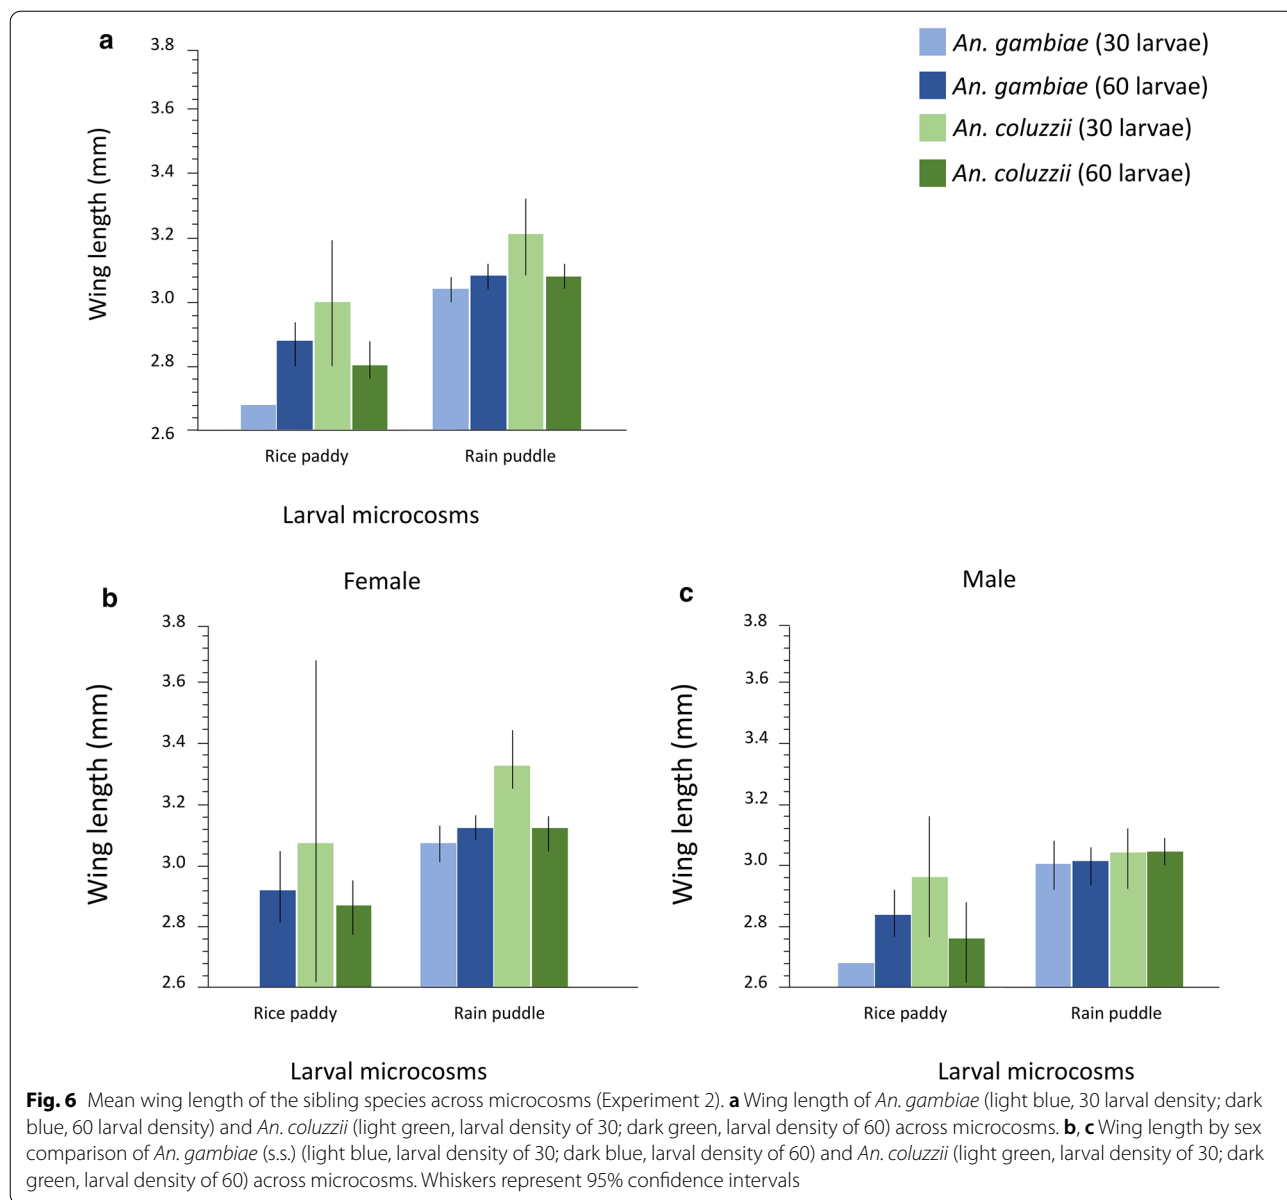 a
3.8
3.6
3.4
3.2
3.0
2.8
2.6
Wing length (mm)
Rice paddy
Rain puddle
Larval microcosms
An. gambiae (30 larvae)
An. gambiae (60 larvae)
An. coluzzii (30 larvae)
An. coluzzii (60 larvae)
b
Female
3.8
3.6
3.4
3.2
3.0
2.8
2.6
Wing length (mm)
Rice paddy
Rain puddle
Larval microcosms
c
Male
3.8
3.6
3.4
3.2
3.0
2.8
2.6
Wing length (mm)
Rice paddy
Rain puddle
Larval microcosms
Fig. 6 Mean wing length of the sibling species across microcosms (Experiment 2). a Wing length of An. gambiae (light blue, 30 larval density; dark
blue, 60 larval density) and An. coluzzii (light green, larval density of 30; dark green, larval density of 60) across microcosms. b, c Wing length by sex
comparison of An. gambiae (s.s.) (light blue, larval density of 30; dark blue, larval density of 60) and An. coluzzii (light green, larval density of 30; dark
green, larval density of 60) across microcosms. Whiskers represent 95% confidence intervals